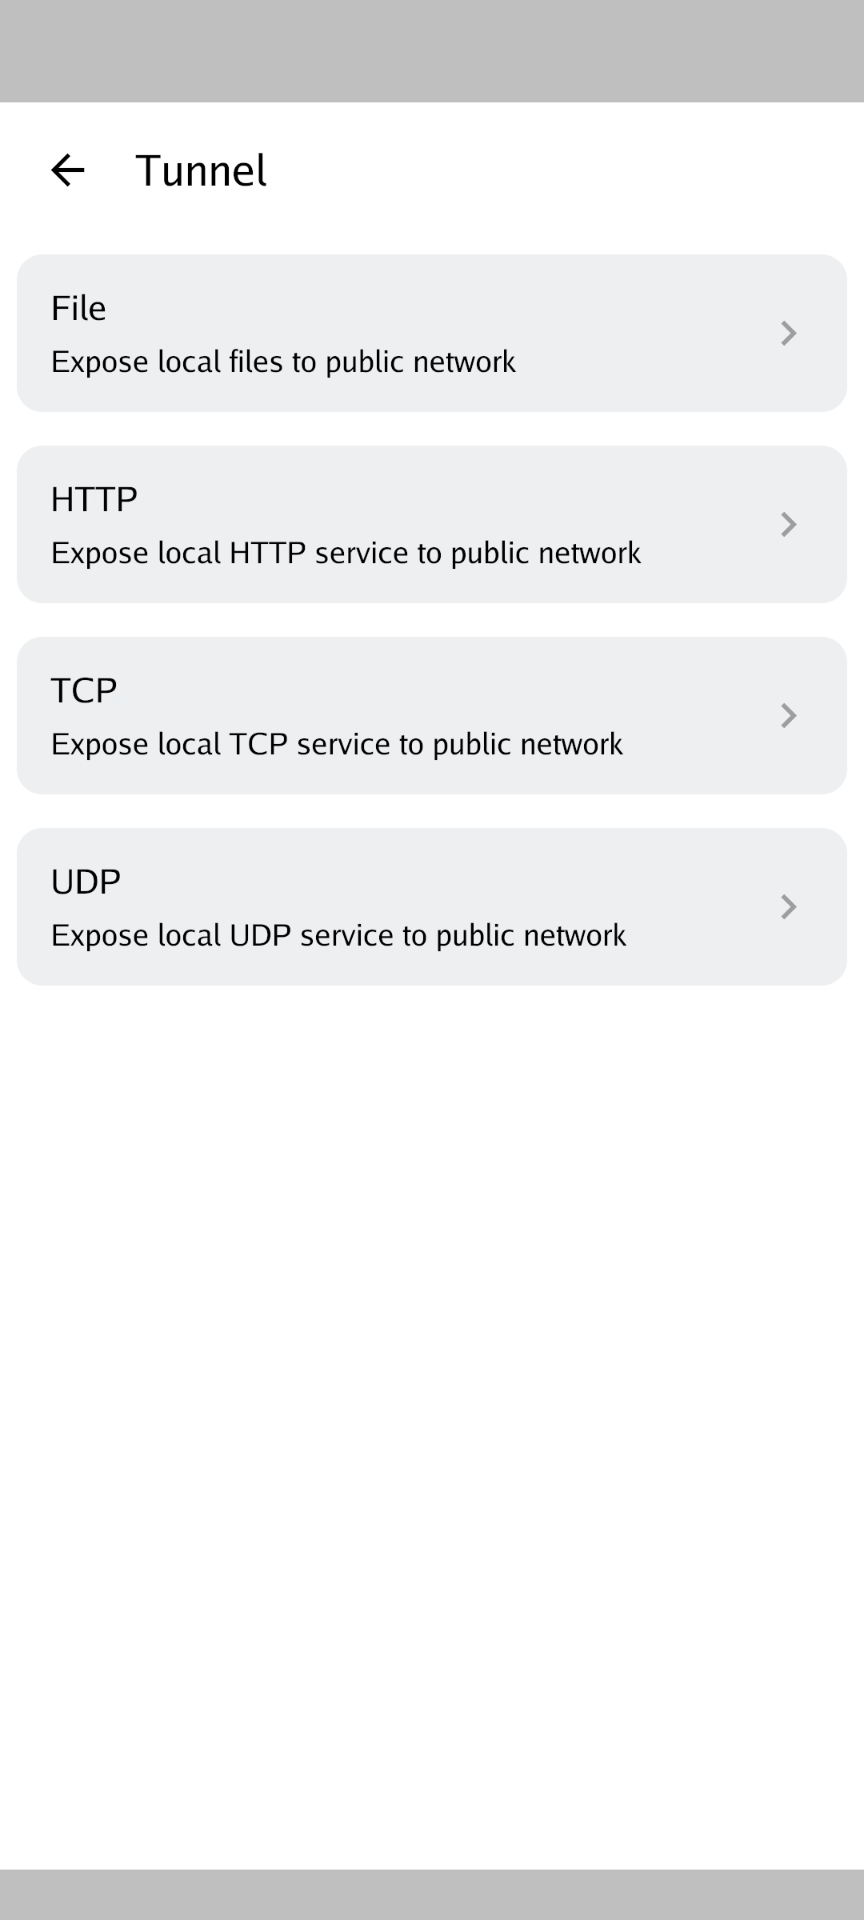 Tunnel
File
Expose local files to public network
HTTP
Expose local HTTP service to public network
TCP
Expose local TCP service to public network
UDP
Expose local UDP service to public network